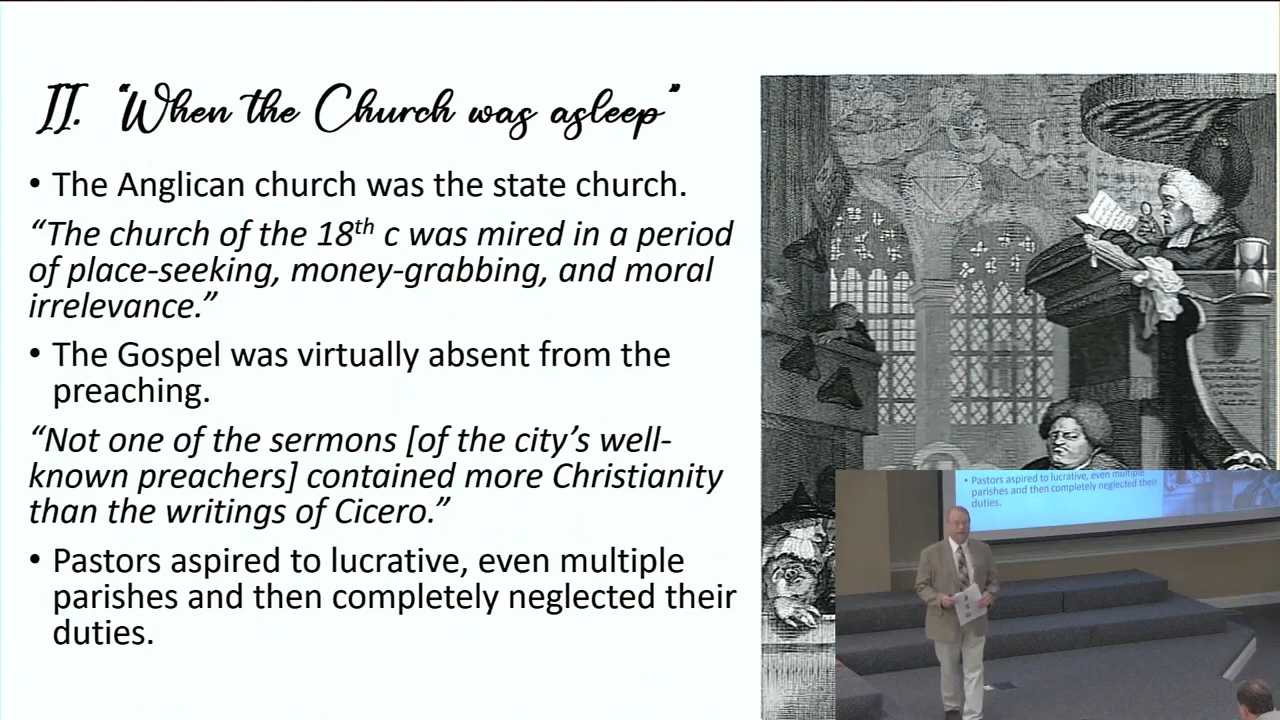 II. “When the Church was asleep”
• The Anglican church was the state church.
“The church of the 18th c was mired in a period
of place-seeking, money-grabbing, and moral
irrelevance.”
• The Gospel was virtually absent from the
preaching.
“Not one of the sermons [of the city’s well-
known preachers] contained more Christianity
than the writings of Cicero.”
• Pastors aspired to lucrative, even multiple
parishes and then completely neglected their
duties.
• Pastors aspired to lucrative, even multiple
parishes and then completely neglected their
duties.